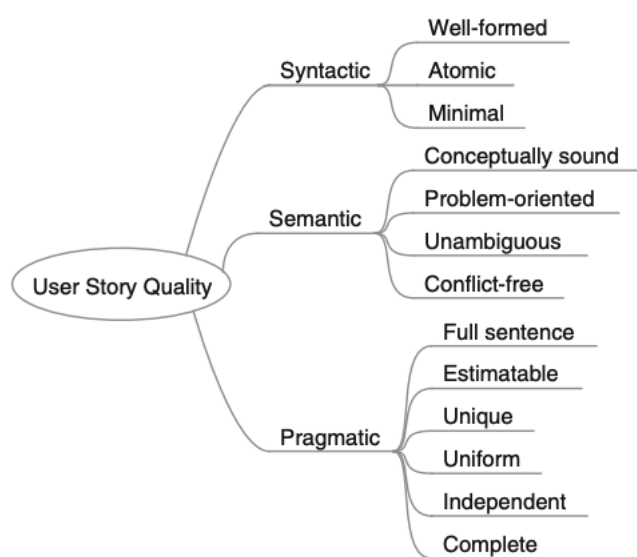 User Story Quality
Syntactic
Well-formed
Atomic
Minimal
Semantic
Conceptually sound
Problem-oriented
Unambiguous
Conflict-free
Pragmatic
Full sentence
Estimatable
Unique
Uniform
Independent
Complete